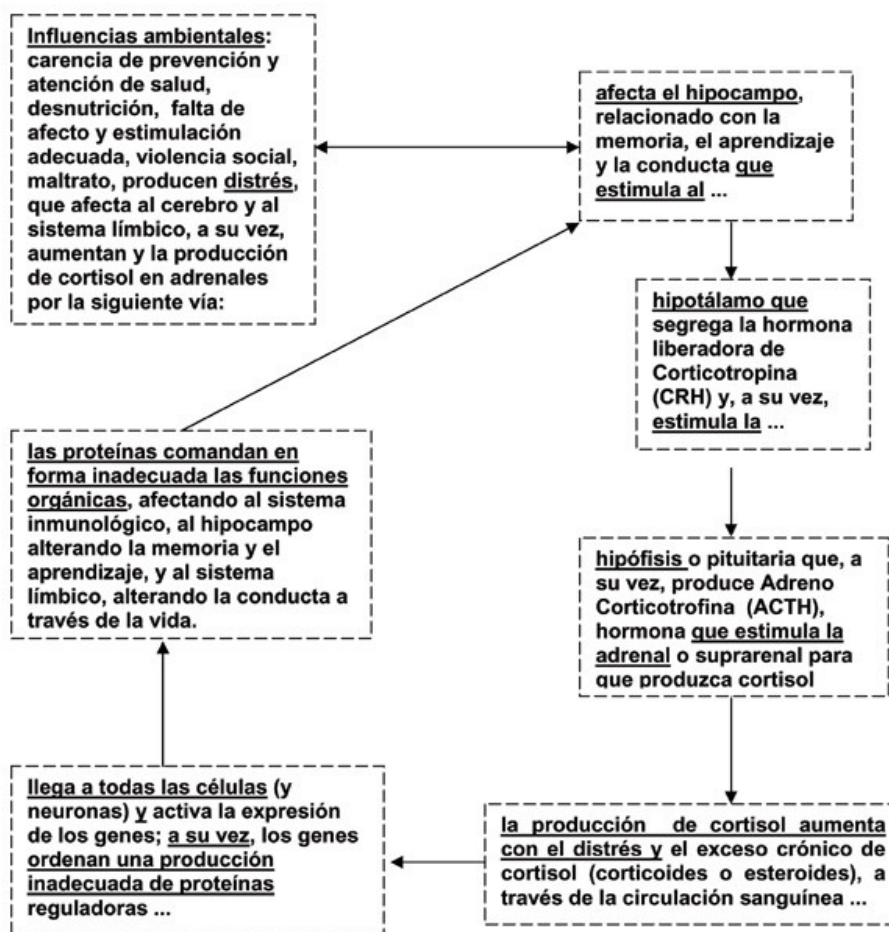 Influencias ambientales:
carencia de prevención y
atención de salud,
desnutrición, falta de
afecto y estimulación
adecuada, violencia social,
maltrato, producen distrés,
que afecta al cerebro y al
sistema límbico, a su vez,
aumentan y la producción
de cortisol en adrenales
por la siguiente vía:
afecta el hipocampo,
relacionado con la
memoria, el aprendizaje
y la conducta que
estimula al ...
hipotálamo que
segrega la hormona
liberadora de
Corticotropina
(CRH) y, a su vez,
estimula la ...
hipófisis o pituitaria que, a
su vez, produce Adreno
Corticotrofina (ACTH),
hormona que estimula la
adrenal o suprarenal para
que produzca cortisol
la producción de cortisol aumenta
con el distrés y el exceso crónico de
cortisol (corticoides o esteroides), a
través de la circulación sanguínea ...
llega a todas las células (y
neuronas) y activa la expresión
de los genes; a su vez, los genes
ordenan una producción
inadecuada de proteínas
reguladoras ...
las proteínas comandan en
forma inadecuada las funciones
orgánicas, afectando al sistema
inmunológico, al hipocampo
alterando la memoria y el
aprendizaje, y al sistema
límbico, alterando la conducta a
través de la vida.